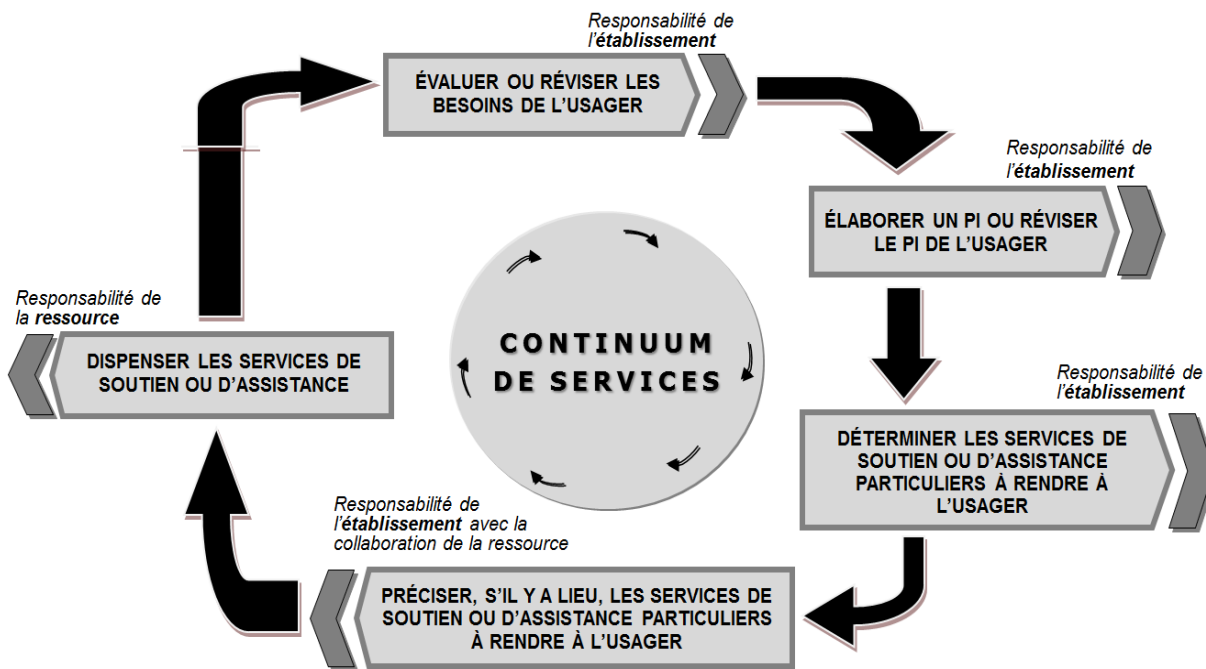 Responsabilité de
l'établissement
ÉVALUER OU RÉVISER LES
BESOINS DE L'USAGER
Responsabilité de
l'établissement
ÉLABORER UN PI OU RÉVISER
LE PI DE L'USAGER
Responsabilité de
l'établissement
DÉTERMINER LES SERVICES DE
SOUTIEN OU D'ASSISTANCE
PARTICULIERS À RENDRE À
L'USAGER
Responsabilité de
l'établissement avec la
collaboration de la ressource
PRÉCISER, S'IL Y A LIEU, LES SERVICES DE
SOUTIEN OU D'ASSISTANCE PARTICULIERS
À RENDRE À L'USAGER
Responsabilité de
la ressource
DISPENSER LES SERVICES DE
SOUTIEN OU D'ASSISTANCE
CONTINUUM
DE SERVICES